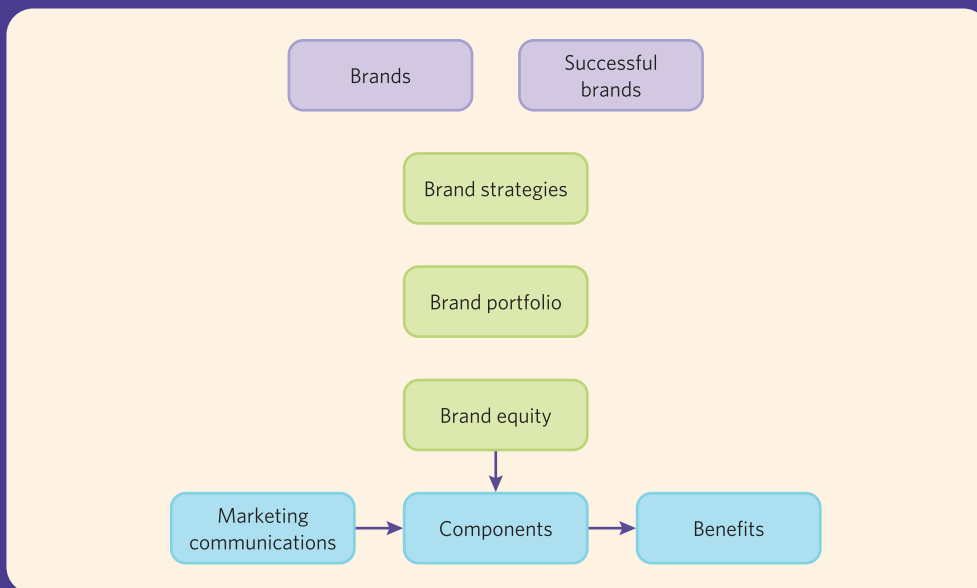 Brands
Successful
brands
Brand strategies
Brand portfolio
Brand equity
Marketing
communications
Components
Benefits